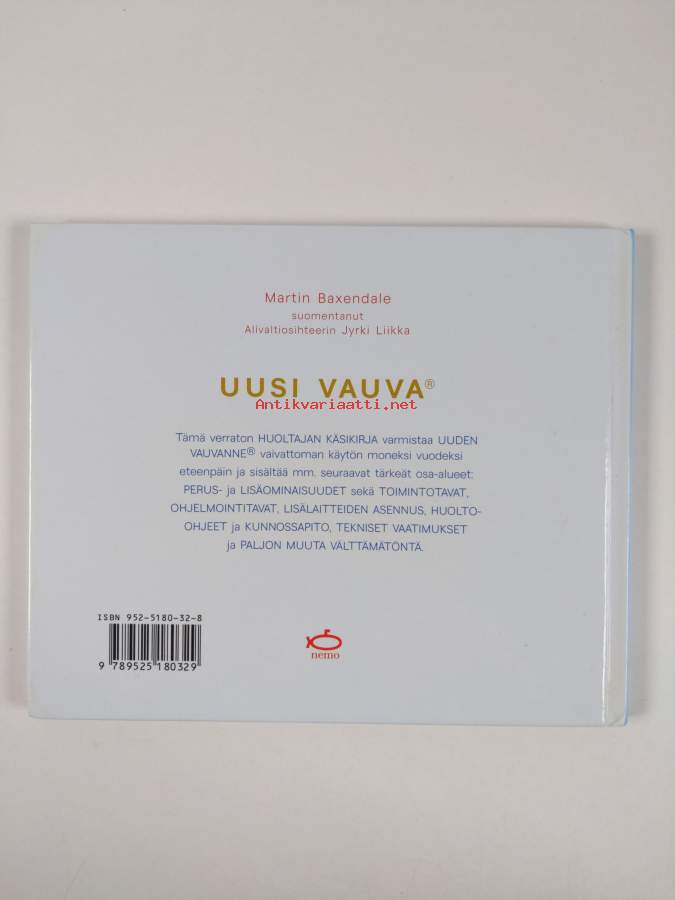 Martin Baxendale
suomentanut
Alivaltiosihteerin Jyrki Liikka
UUSI VAUVA®
Antikvariaatti.net
Tämä verraton HUOLTAJAN KÄSIKIRJA varmistaa UUDEN
VAUVANNE® vaivattoman käytön moneksi vuodeksi
eteenpäin ja sisältää mm. seuraavat tärkeät osa-alueet:
PERUS- ja LISÄOMINAISUUDET sekä TOIMINTOTAVAT,
OHJELMOINTITAVAT, LISÄLAITTEIDEN ASENNUS, HUOLTO-
OHJEET ja KUNNOSSAPITO, TEKNISET VAATIMUKSET
ja PALJON MUUTA VÄLTTÄMÄTÖNTÄ.
ISBN 952-5180-32-8
9 789525 180329
nemo